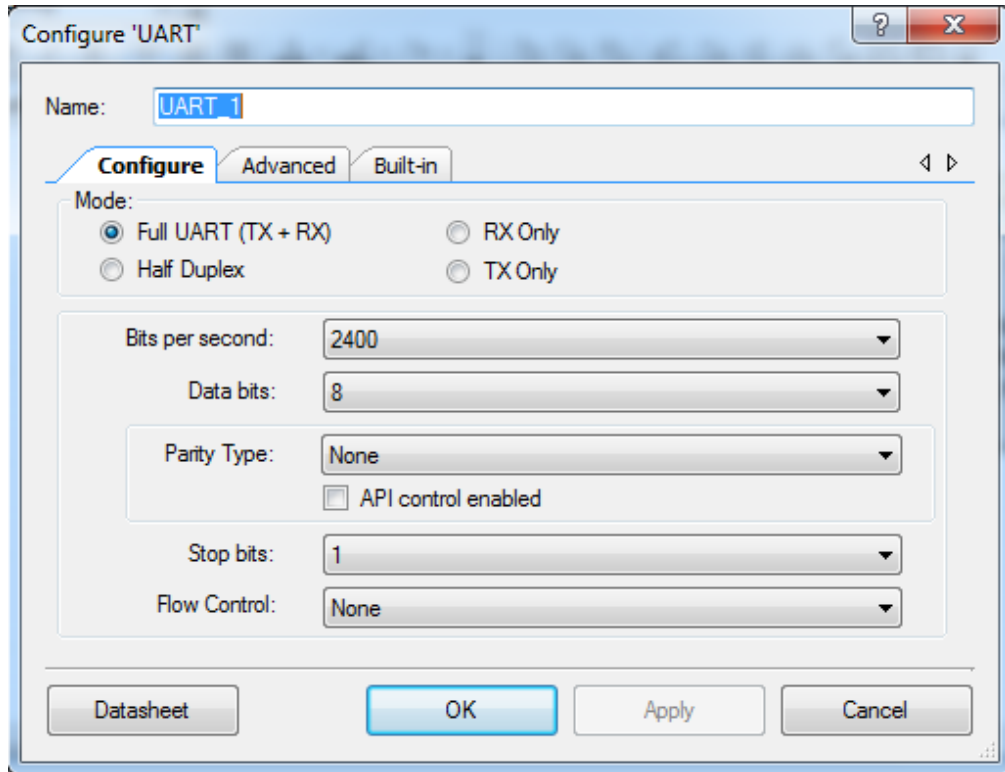 Configure 'UART'
Name: UART_1
Configure Advanced Built-in
Mode:
Full UART (TX + RX) RX Only
Half Duplex TX Only
Bits per second: 2400
Data bits: 8
Parity Type: None
API control enabled
Stop bits: 1
Flow Control: None
Datasheet OK Apply Cancel